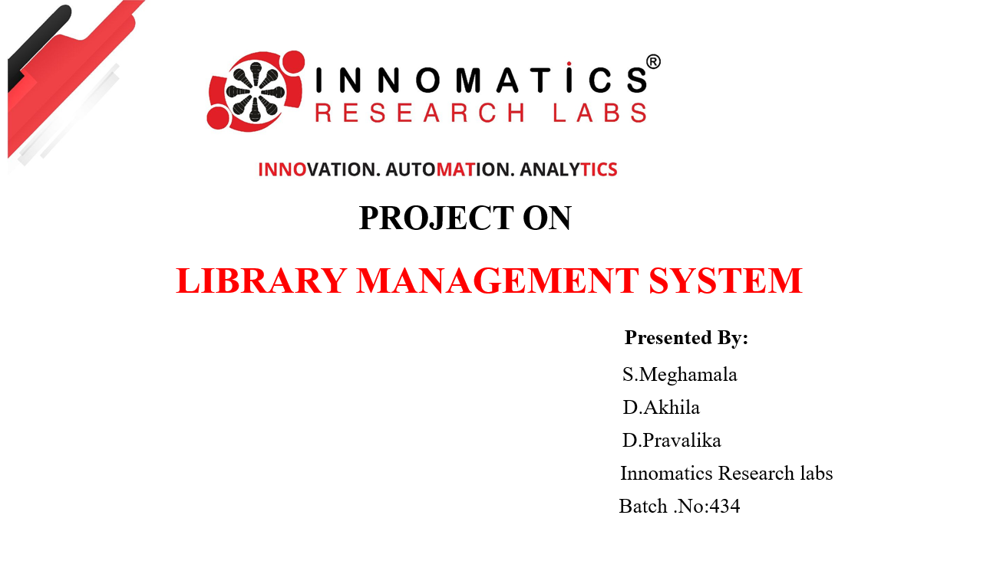 INNOMATICS®
RESEARCH LABS
INNOVATION. AUTOMATION. ANALYTICS
PROJECT ON
LIBRARY MANAGEMENT SYSTEM
Presented By:
S.Meghamala
D.Akhila
D.Pravalika
Innomatics Research labs
Batch .No:434